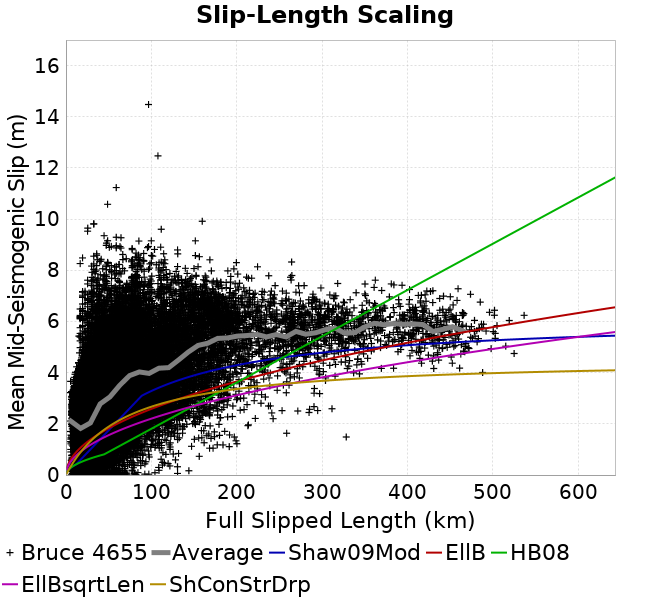 Slip-Length Scaling
Mean Mid-Seismogenic Slip (m)
16
14
12
10
8
6
4
2
0
0 100 200 300 400 500 600
Full Slipped Length (km)
Bruce 4655 Average Shaw09Mod EllB HB08
EllBsqrtLen ShConStrDrp